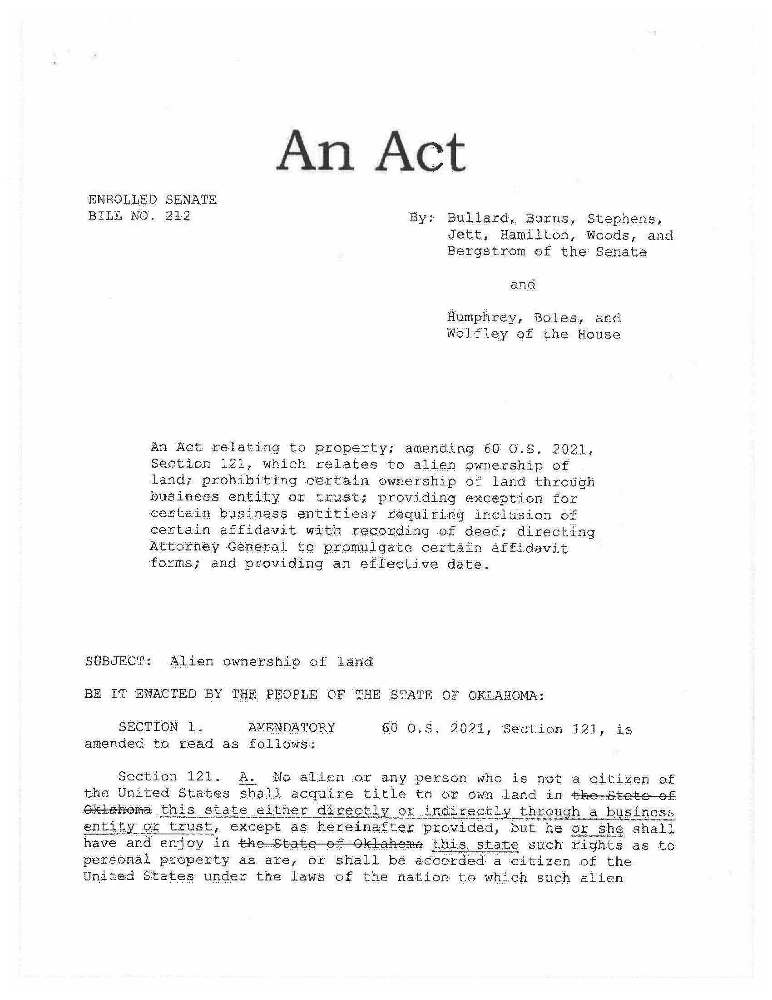 An Act
ENROLLED SENATE
BILL NO. 212
By: Bullard, Burns, Stephens,
Jett, Hamilton, Woods, and
Bergstrom of the Senate
and
Humphrey, Boles, and
Wolfley of the House
An Act relating to property; amending 60 O.S. 2021,
Section 121, which relates to alien ownership of
land; prohibiting certain ownership of land through
business entity or trust; providing exception for
certain business entities; requiring inclusion of
certain affidavit with recording of deed; directing
Attorney General to promulgate certain affidavit
forms; and providing an effective date.
SUBJECT: Alien ownership of land
BE IT ENACTED BY THE PEOPLE OF THE STATE OF OKLAHOMA:
SECTION 1. AMENDATORY 60 O.S. 2021, Section 121, is
amended to read as follows:
Section 121. A. No alien or any person who is not a citizen of
the United States shall acquire title to or own land in the State of
Oklahoma this state either directly or indirectly through a business
entity or trust, except as hereinafter provided, but he or she shall
have and enjoy in the State of Oklahoma this state such rights as to
personal property as are, or shall be accorded a citizen of the
United States under the laws of the nation to which such alien